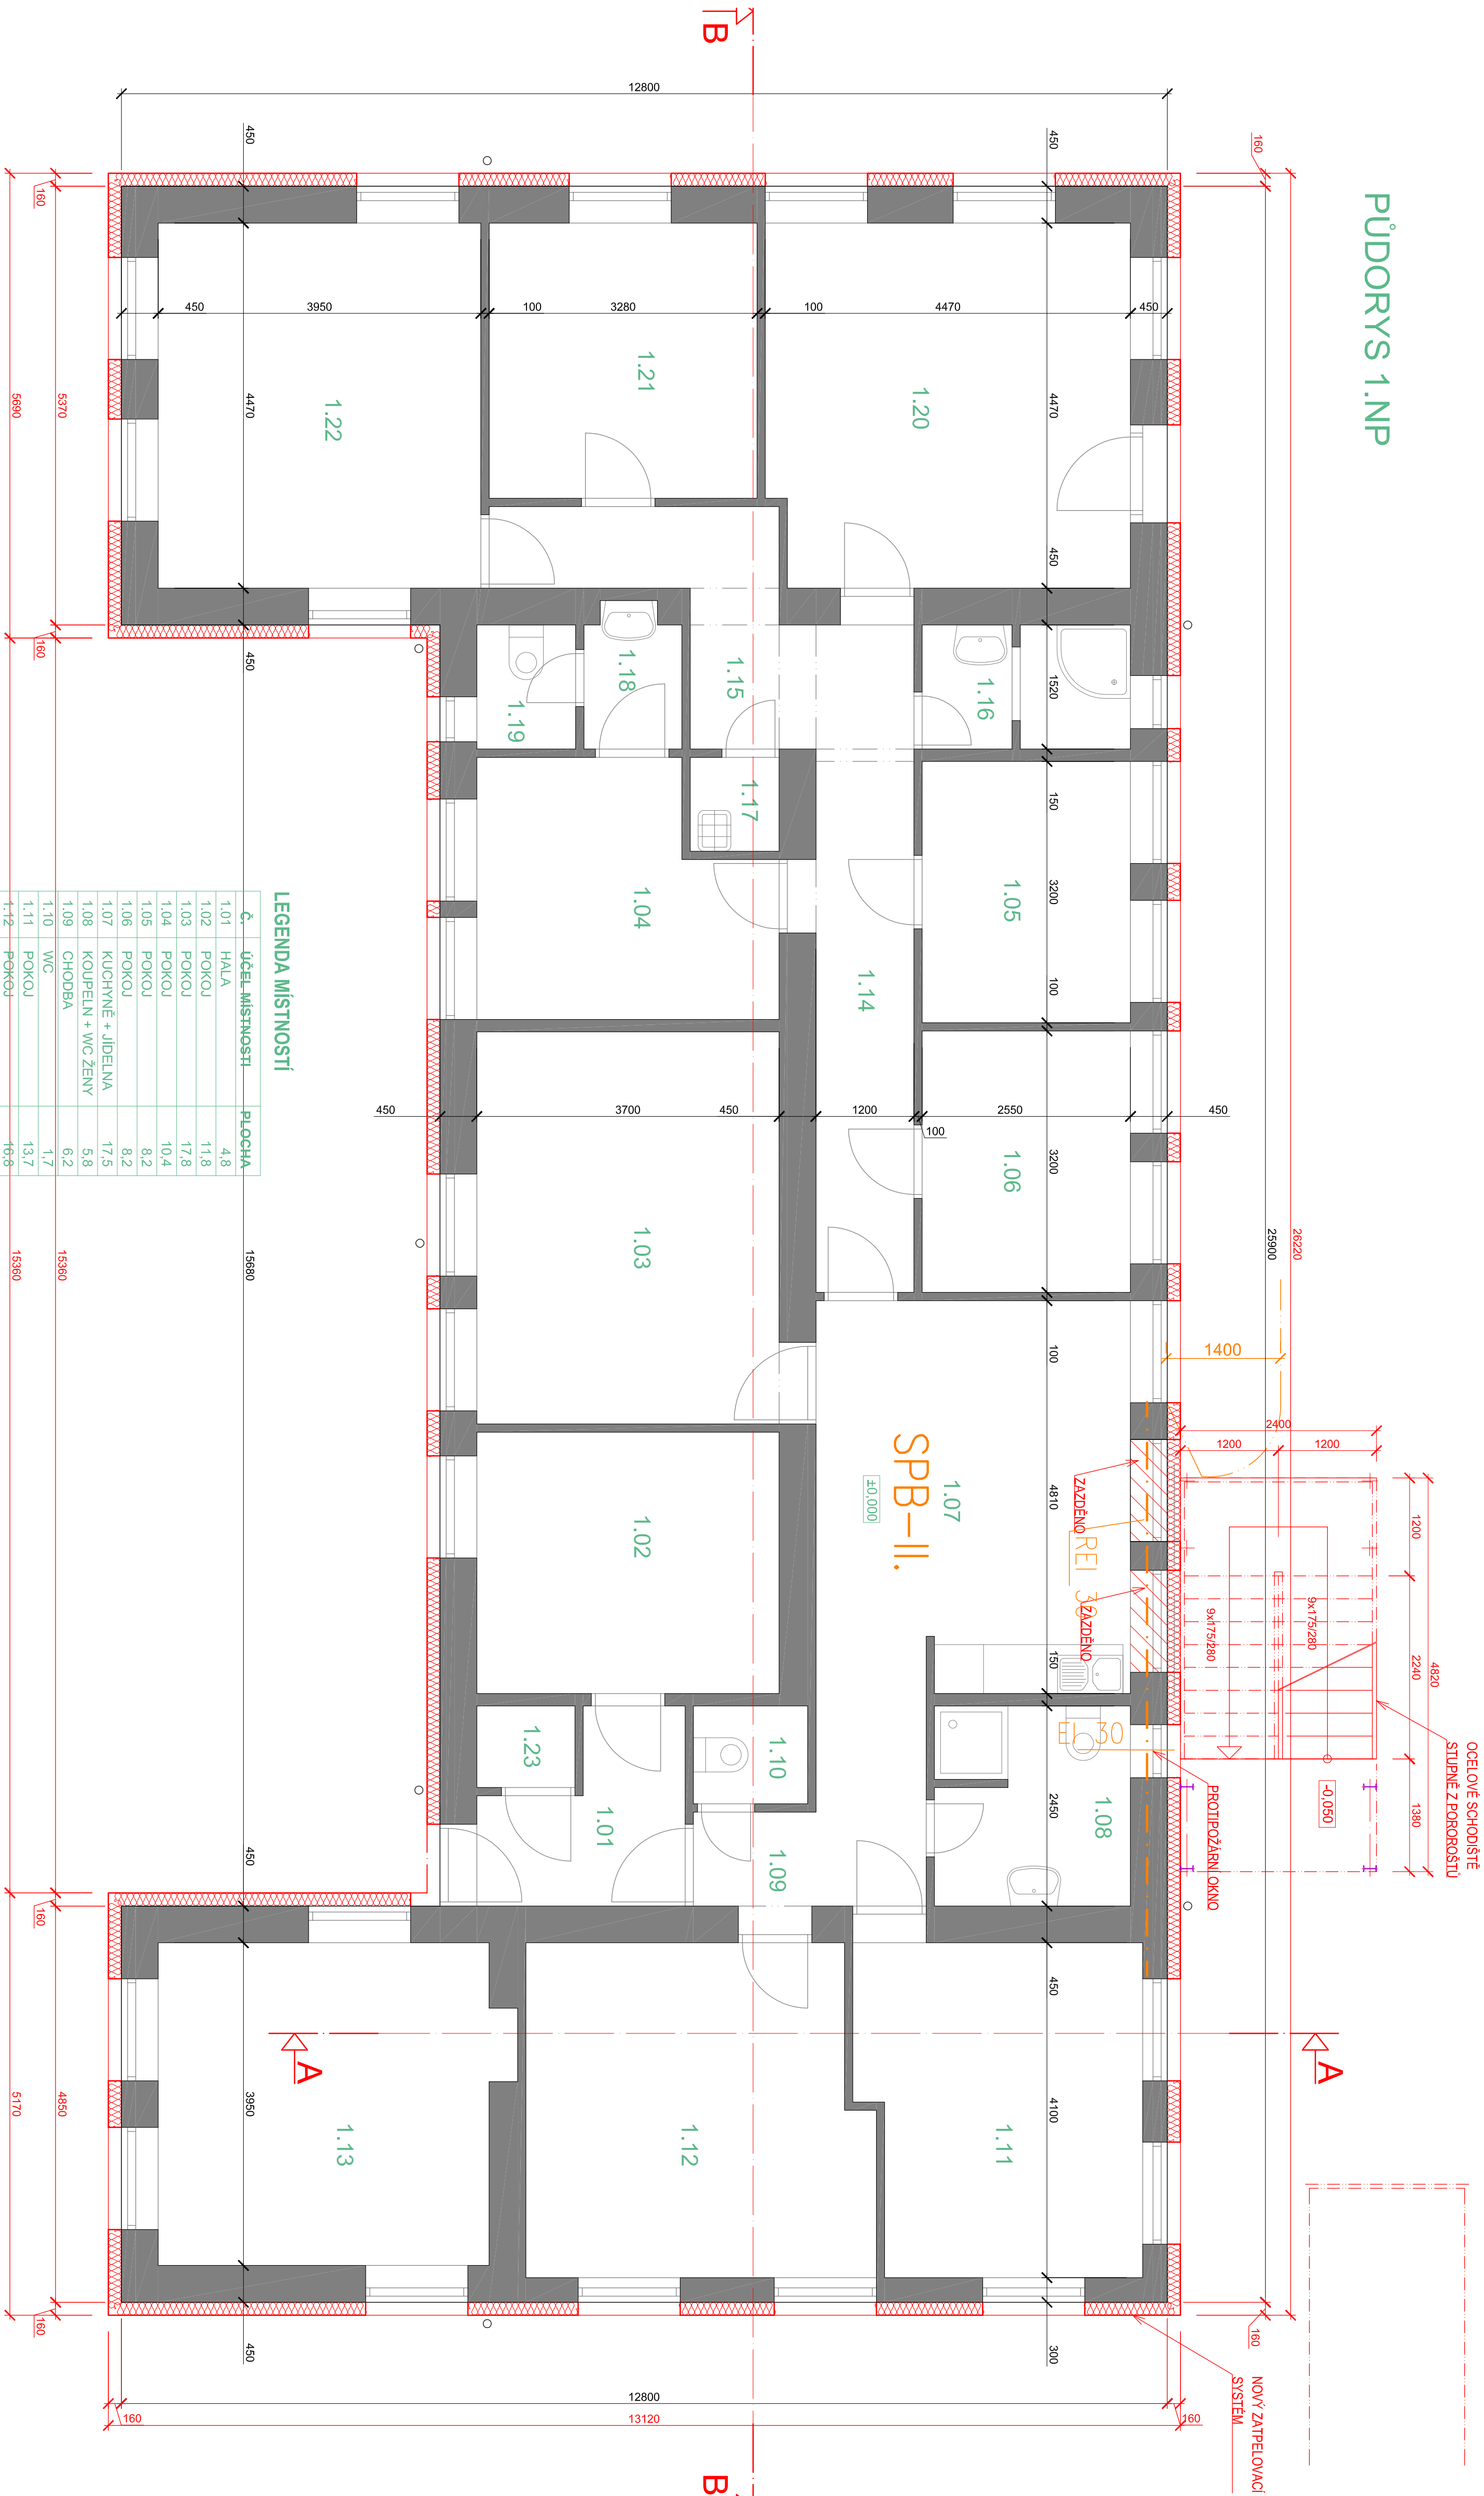 PŮDORYS 1.NP
26220
25900
160
160
12800
B
450
4470
450
1520
150
3200
100
3200
100
4810
150
2450
450
4100
300
450
4470
100
3280
100
3950
450
1.20
1.21
1.22
1.16
1.15
1.18
1.19
1.17
1.05
1.04
1.14
1.06
1.03
450
2550
100
1200
450
3700
450
1.07
SPB-II.
±0,000
1.02
1.08
1.10
1.23
1.01
1.09
1.11
1.12
1.13
1400
2400
1200
1200
4820
1200
2240
1380
9x175/280
9x175/280
OCELOVÉ SCHODIŠTĚ
STUPNĚ Z POROROŠTŮ
-0,050
ZAZDĚNO
REI 30
ZAZDĚNO
EI 30
PROTIPOŽÁRNÍ OKNO
A
A
NOVÝ ZATPELOVACÍ
SYSTÉM
12800
13120
160
160
B
450
4470
450
15680
450
3950
450
LEGENDA MÍSTNOSTÍ
Č. ÚČEL MÍSTNOSTI PLOCHA
1.01 HALA 4,8
1.02 POKOJ 11,8
1.03 POKOJ 17,8
1.04 POKOJ 10,4
1.05 POKOJ 8,2
1.06 POKOJ 8,2
1.07 KUCHYNĚ + JÍDELNA 17,5
1.08 KOUPELN + WC ŽENY 5,8
1.09 CHODBA 6,2
1.10 WC 1,7
1.11 POKOJ 13,7
1.12 POKOJ 16,8
160
5370
160
15360
160
4850
160
5690
15360
5170